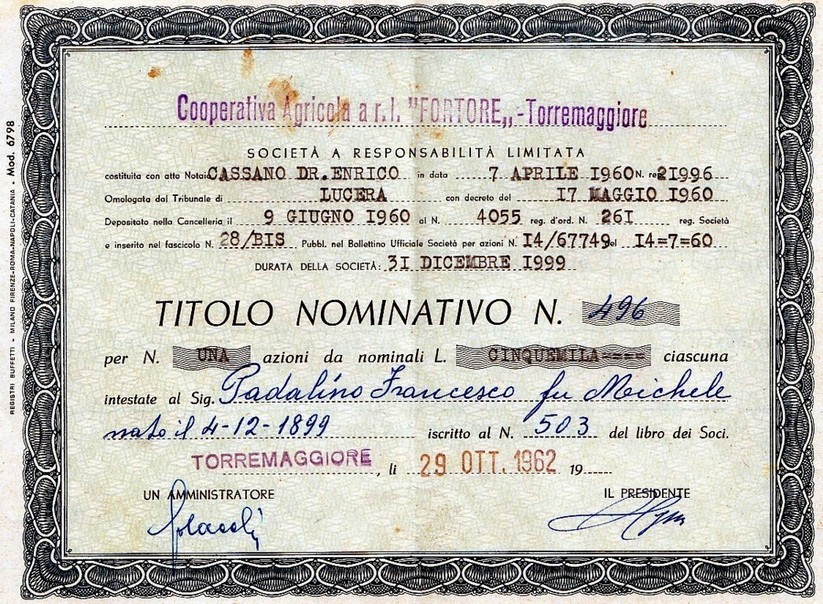 Cooperativa Agricola a r.l. "FORTORE„-Torremaggiore
SOCIETÀ A RESPONSABILITÀ LIMITATA
costituita con atto Notaio CASSANO DR.ENRICO in data 7 APRILE 1960 N. re 21996
Omologata dal Tribunale di LUCERA con decreto del 17 MAGGIO 1960
Depositato nella Cancelleria il 9 GIUGNO 1960 al N. 4055 reg. d'ord. N. 261 reg. Società
e inserito nel fascicolo N. 28/BIS Pubbl. nel Bollettino Ufficiale Società per azioni N. 14/67749 el 14=7=60
DURATA DELLA SOCIETÀ: 31 DICEMBRE 1999
TITOLO NOMINATIVO N. 496
per N. UNA azioni da nominali L. CINQUEMILA---- ciascuna
intestate al Sig. Padalino Francesco fu Michele
nato il 4-12-1899 iscritto al N. 503 del libro dei Soci.
TORREMAGGIORE, li 29 OTT. 1962 19
UN AMMINISTRATORE IL PRESIDENTE
REGISTRI BUFFETTI • MILANO FIRENZE-ROMA-NAPOLI-CATANIA • Mod. 6798